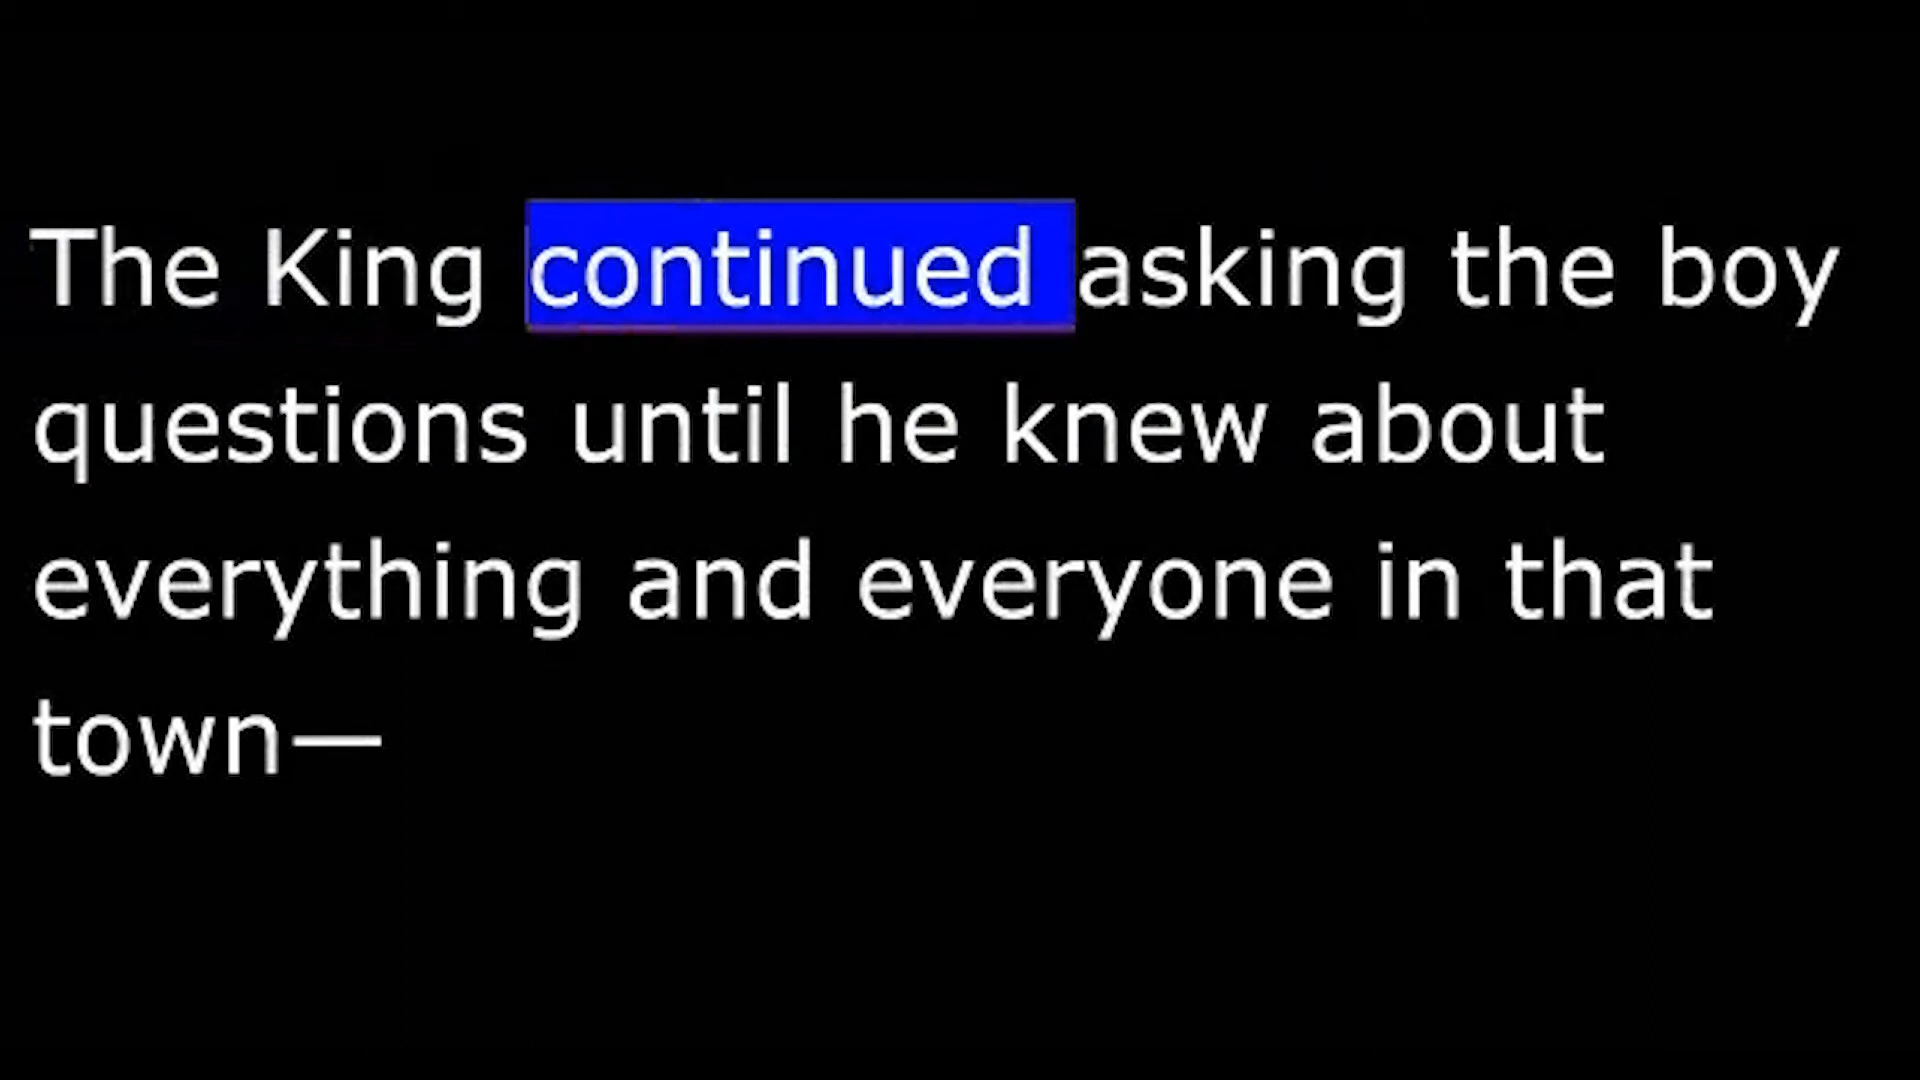 The King continued asking the boy
questions until he knew about
everything and everyone in that
town—